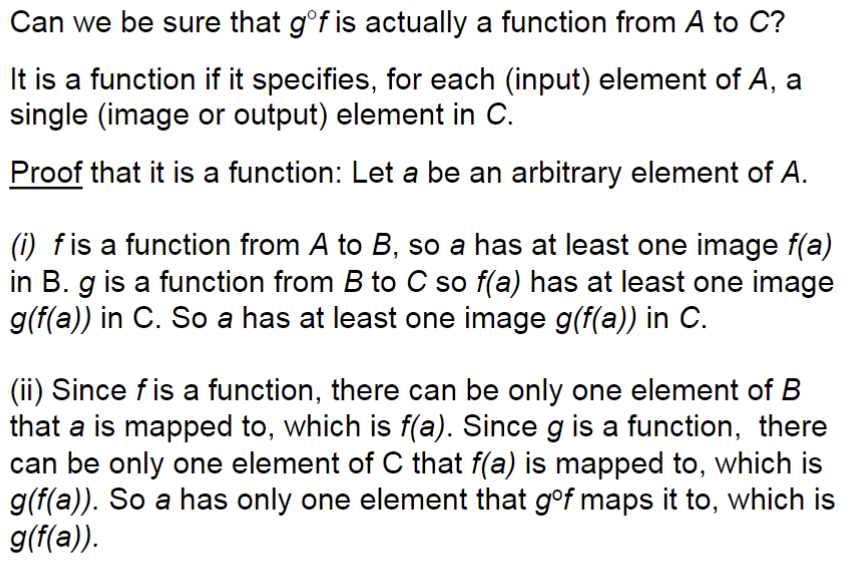 Can we be sure that g°f is actually a function from A to C?
It is a function if it specifies, for each (input) element of A, a
single (image or output) element in C.
Proof that it is a function: Let a be an arbitrary element of A.
(i) f is a function from A to B, so a has at least one image f(a)
in B. g is a function from B to C so f(a) has at least one image
g(f(a)) in C. So a has at least one image g(f(a)) in C.
(ii) Since f is a function, there can be only one element of B
that a is mapped to, which is f(a). Since g is a function, there
can be only one element of C that f(a) is mapped to, which is
g(f(a)). So a has only one element that g°f maps it to, which is
g(f(a)).